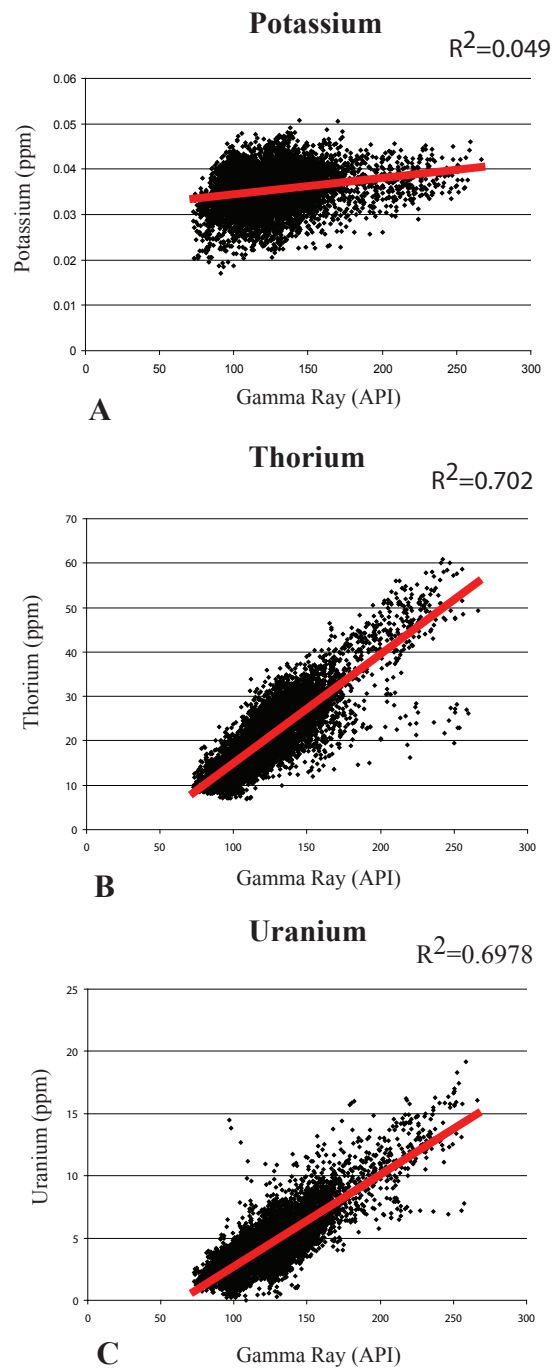 Potassium
R2=0.049
0.06
0.05
0.04
0.03
0.02
0.01
0
Potassium (ppm)
0 50 100 150 200 250 300
Gamma Ray (API)
A
Thorium
R2=0.702
70
60
50
40
30
20
10
0
Thorium (ppm)
0 50 100 150 200 250 300
Gamma Ray (API)
B
Uranium
R2=0.6978
25
20
15
10
5
0
Uranium (ppm)
0 50 100 150 200 250 300
Gamma Ray (API)
C